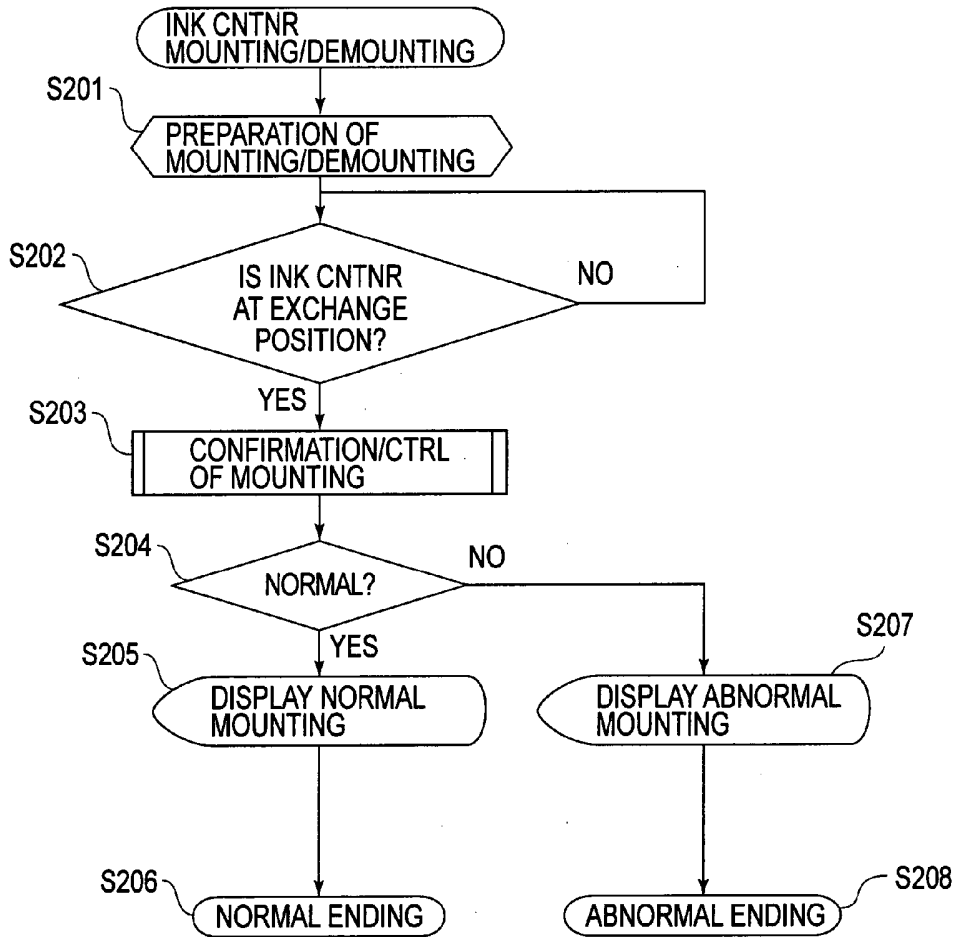 INK CNTNR
MOUNTING/DEMOUNTING
S201
PREPARATION OF
MOUNTING/DEMOUNTING
S202
IS INK CNTNR
AT EXCHANGE
POSITION?
NO
YES
S203
CONFIRMATION/CTRL
OF MOUNTING
S204
NORMAL?
NO
YES
S205
DISPLAY NORMAL
MOUNTING
S207
DISPLAY ABNORMAL
MOUNTING
S206
NORMAL ENDING
S208
ABNORMAL ENDING